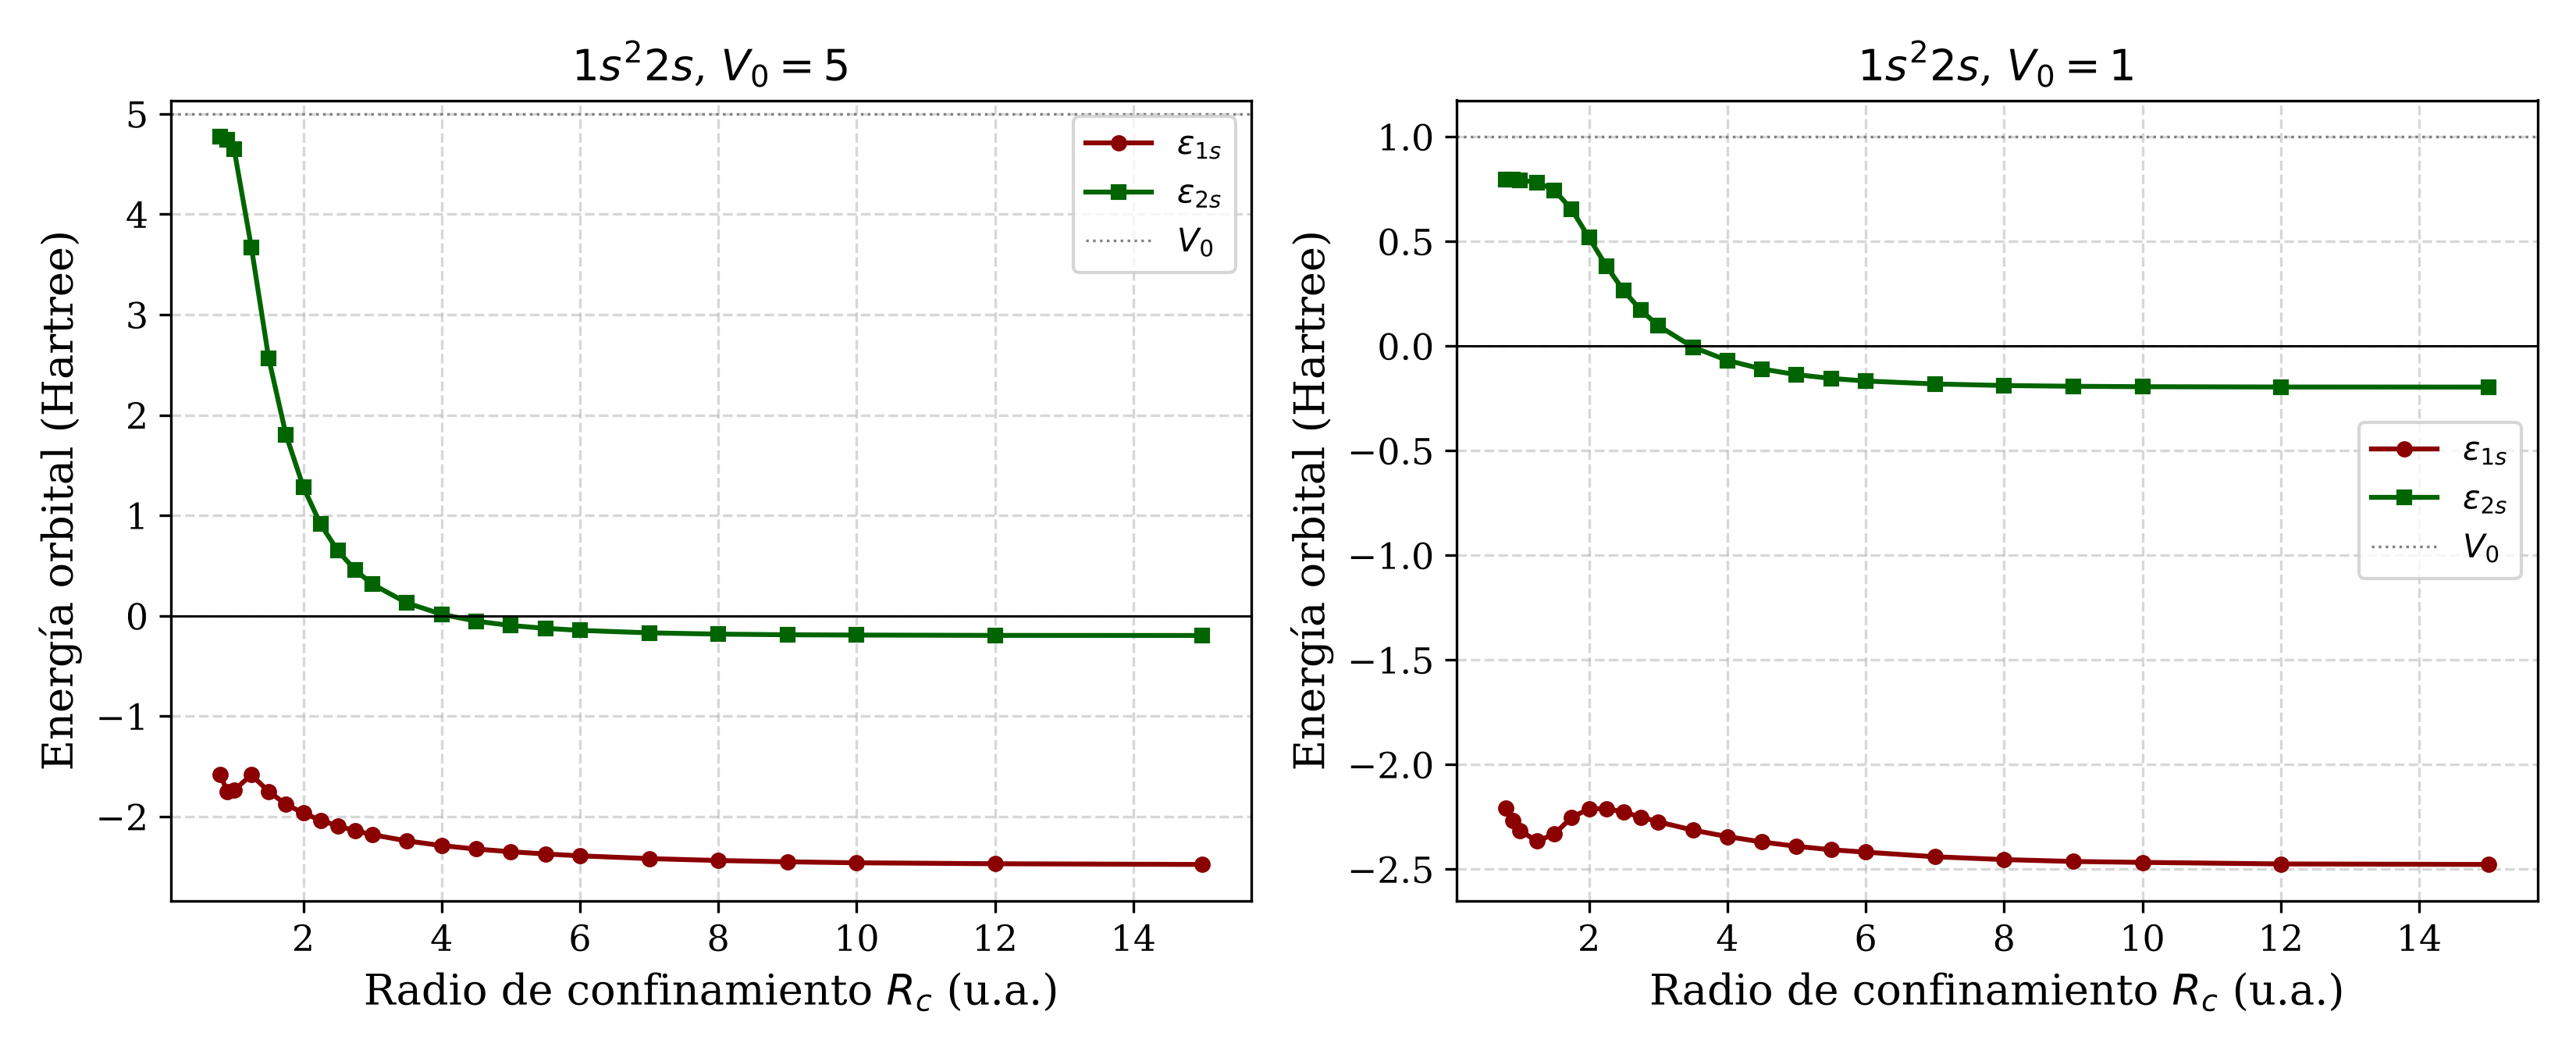 1s²2s, V₀ = 5
5
4
3
2
1
0
−1
−2
Energía orbital (Hartree)
ε₁ₛ
ε₂ₛ
V₀
2 4 6 8 10 12 14
Radio de confinamiento R_c (u.a.)
1s²2s, V₀ = 1
1.0
0.5
0.0
−0.5
−1.0
−1.5
−2.0
−2.5
Energía orbital (Hartree)
ε₁ₛ
ε₂ₛ
V₀
2 4 6 8 10 12 14
Radio de confinamiento R_c (u.a.)